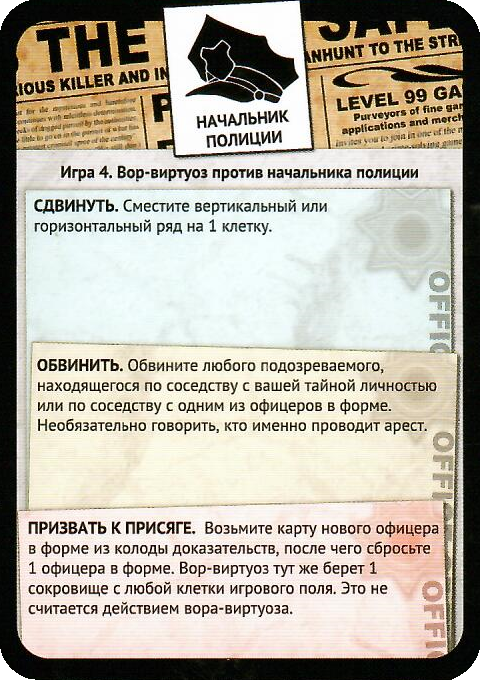 THE
SAFE
IOUS KILLER AND IN
ANHUNT TO THE STR
LEVEL 99 GA
Purveyors of fine gam
applications and merch
НАЧАЛЬНИК
ПОЛИЦИИ
Игра 4. Вор-виртуоз против начальника полиции
СДВИНУТЬ. Сместите вертикальный или
горизонтальный ряд на 1 клетку.
OFFIC
ОБВИНИТЬ. Обвините любого подозреваемого,
находящегося по соседству с вашей тайной личностью
или по соседству с одним из офицеров в форме.
Необязательно говорить, кто именно проводит арест.
OFFIC
ПРИЗВАТЬ К ПРИСЯГЕ. Возьмите карту нового офицера
в форме из колоды доказательств, после чего сбросьте
1 офицера в форме. Вор-виртуоз тут же берет 1
сокровище с любой клетки игрового поля. Это не
считается действием вора-виртуоза.
OFFIC